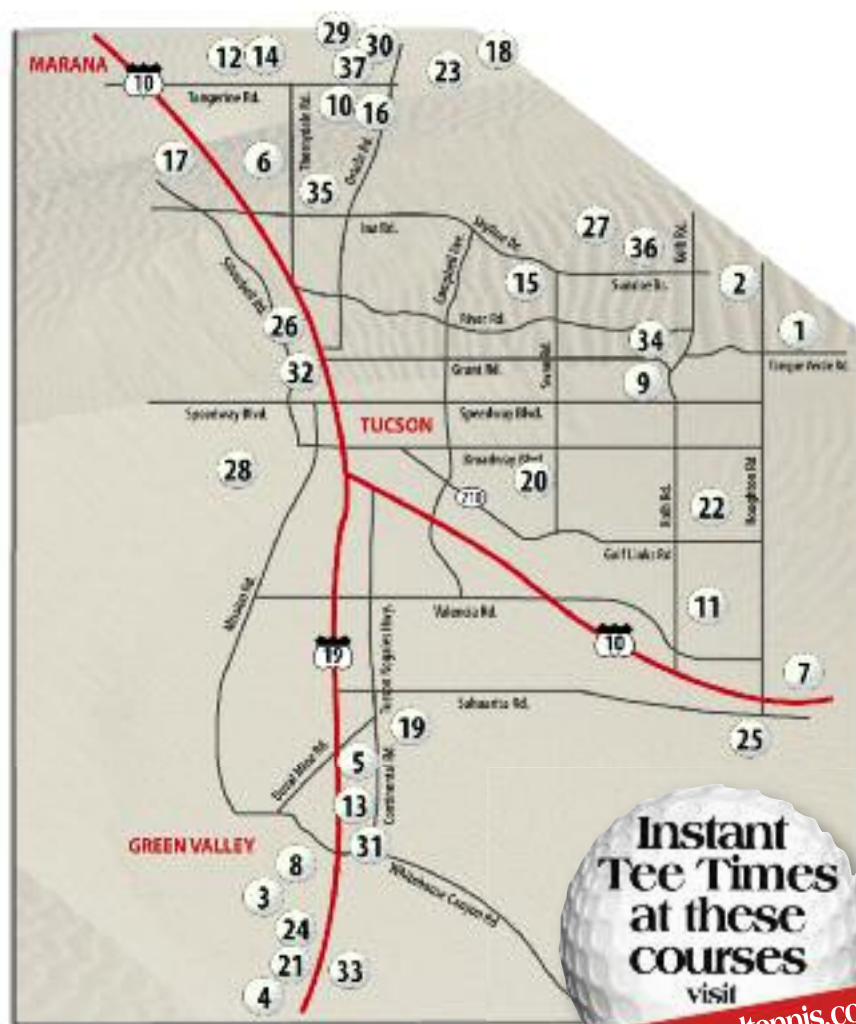 29
30
18
12 14
37
23
MARANA
10
Tangerine Rd.
10
16
Thornydale Rd.
Oracle Rd.
17
6
35
Ina Rd.
Skyline Dr.
27
36
Kolb Rd.
Campbell Ave.
15
Sunrise Dr.
2
Silverbell Rd.
26
River Rd.
34
1
Tanque Verde Rd.
32
Grant Rd.
Swan Rd.
9
Speedway Blvd.
TUCSON
Speedway Blvd.
Broadway Blvd.
28
20
210
22
Kolb Rd.
Houghton Rd
Golf Links Rd
Mission Rd
Valencia Rd.
11
19
10
Tucson Nogales Hwy.
7
Sahuarita Rd.
19
25
Duval Mine Rd.
5
13
Continental Rd.
GREEN VALLEY
31
8
Whitehouse Canyon Rd
3
24
21
33
4
Instant
Tee Times
at these
courses
visit